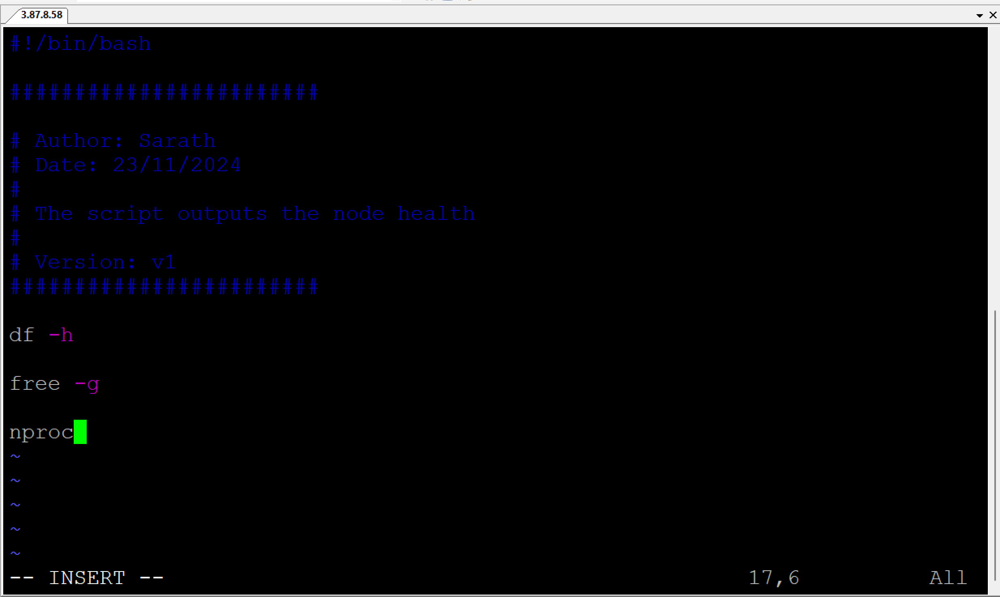 3.87.8.58
#!/bin/bash
########################
# Author: Sarath
# Date: 23/11/2024
#
# The script outputs the node health
#
# Version: v1
########################
df -h
free -g
nproc
~
~
~
~
~
-- INSERT -- 17,6 All